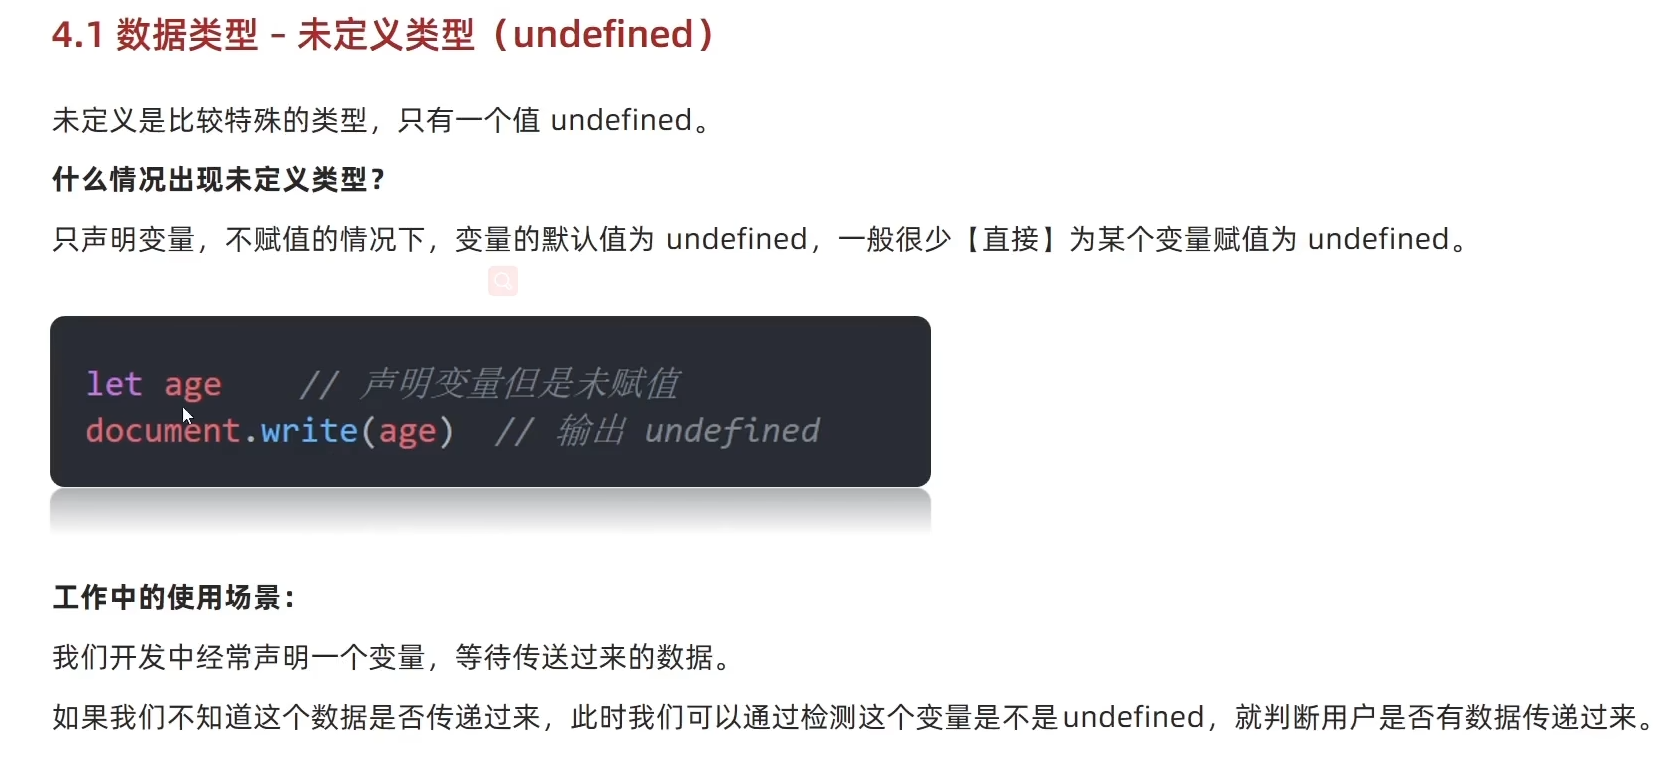 4.1 数据类型 – 未定义类型（undefined）
未定义是比较特殊的类型，只有一个值 undefined。
什么情况出现未定义类型？
只声明变量，不赋值的情况下，变量的默认值为 undefined，一般很少【直接】为某个变量赋值为 undefined。
let age    // 声明变量但是未赋值
document.write(age)  // 输出 undefined
工作中的使用场景：
我们开发中经常声明一个变量，等待传送过来的数据。
如果我们不知道这个数据是否传递过来，此时我们可以通过检测这个变量是不是undefined，就判断用户是否有数据传递过来。